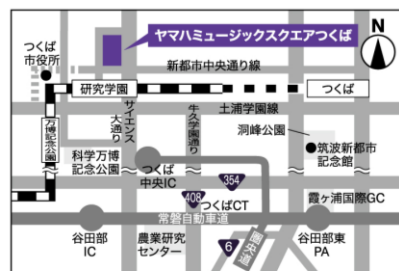 ヤマハミュージックスクエアつくば
N
つくば
市役所
新都市中央通り線
研究学園
つくば
万博記念公園
サイエンス
大通り
牛久学園通り
土浦学園線
洞峰公園
科学万博
記念公園
つくば
中央IC
筑波新都市
記念館
354
408
つくばCT
霞ヶ浦国際GC
常磐自動車道
谷田部
IC
農業研究
センター
6
圏央道
谷田部東
PA